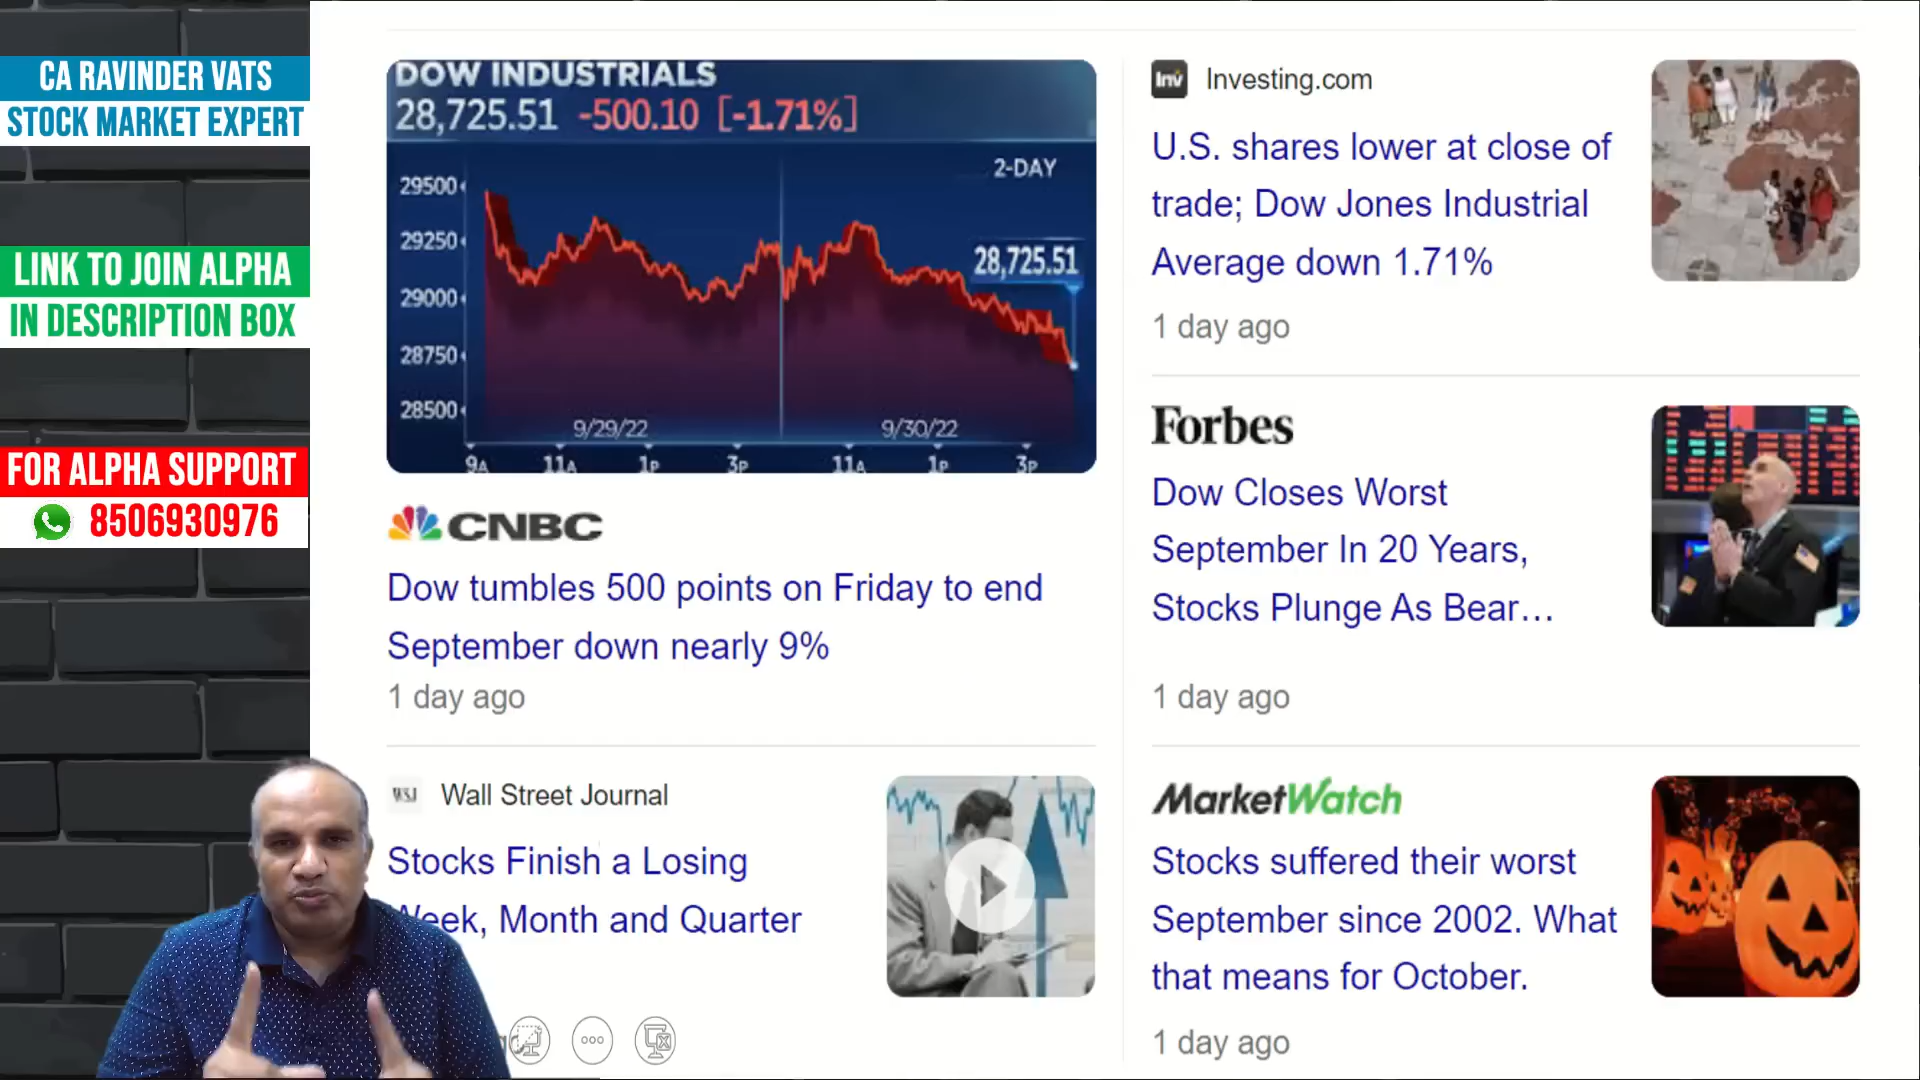 CA RAVINDER VATS
STOCK MARKET EXPERT
LINK TO JOIN ALPHA
IN DESCRIPTION BOX
FOR ALPHA SUPPORT
8506930976
DOW INDUSTRIALS
28,725.51 -500.10 [-1.71%]
2-DAY
29500
29250
28,725.51
29000
28750
28500
9/29/22 9/30/22
9A 11A 1P 3P 11A 1P 3P
CNBC
Dow tumbles 500 points on Friday to end
September down nearly 9%
1 day ago
WSJ Wall Street Journal
Stocks Finish a Losing
Week, Month and Quarter
Inv Investing.com
U.S. shares lower at close of
trade; Dow Jones Industrial
Average down 1.71%
1 day ago
Forbes
Dow Closes Worst
September In 20 Years,
Stocks Plunge As Bear...
1 day ago
MarketWatch
Stocks suffered their worst
September since 2002. What
that means for October.
1 day ago